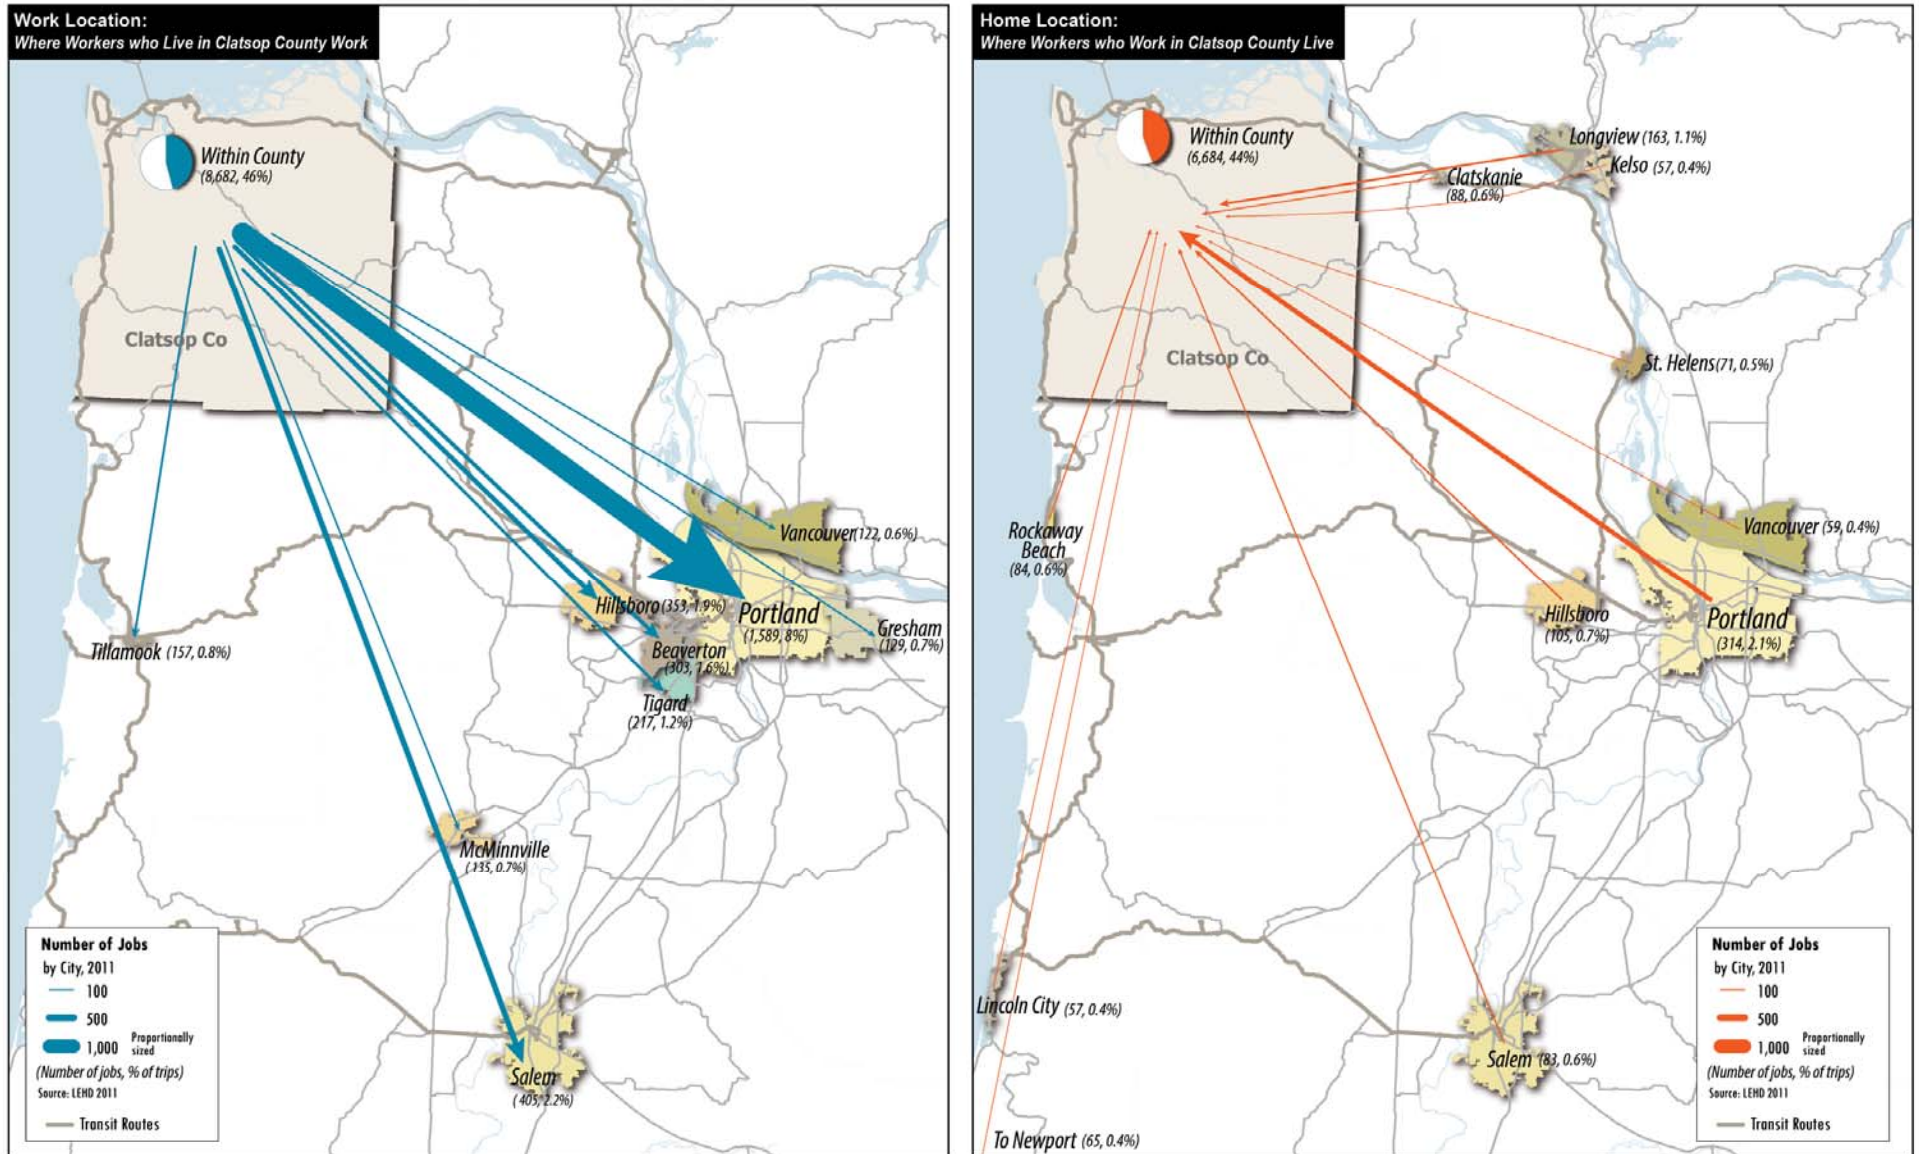 Work Location:
Where Workers who Live in Clatsop County Work
Within County
(8,682, 46%)
Clatsop Co
Vancouver (122, 0.6%)
Hillsboro (353, 1.9%)
Portland
(1,589, 8%)
Gresham
(129, 0.7%)
Tillamook (157, 0.8%)
Beaverton
(303, 1.6%)
Tigard
(217, 1.2%)
McMinnville
(135, 0.7%)
Salem
(405, 2.2%)
Number of Jobs
by City, 2011
100
500
1,000 Proportionally
sized
(Number of jobs, % of trips)
Source: LEHD 2011
Transit Routes
Home Location:
Where Workers who Work in Clatsop County Live
Within County
(6,684, 44%)
Longview (163, 1.1%)
Kelso (57, 0.4%)
Clatskanie
(88, 0.6%)
Clatsop Co
St. Helens (71, 0.5%)
Rockaway
Beach
(84, 0.6%)
Vancouver (59, 0.4%)
Hillsboro
(105, 0.7%)
Portland
(314, 2.1%)
Lincoln City (57, 0.4%)
Salem (83, 0.6%)
To Newport (65, 0.4%)
Number of Jobs
by City, 2011
100
500
1,000 Proportionally
sized
(Number of jobs, % of trips)
Source: LEHD 2011
Transit Routes